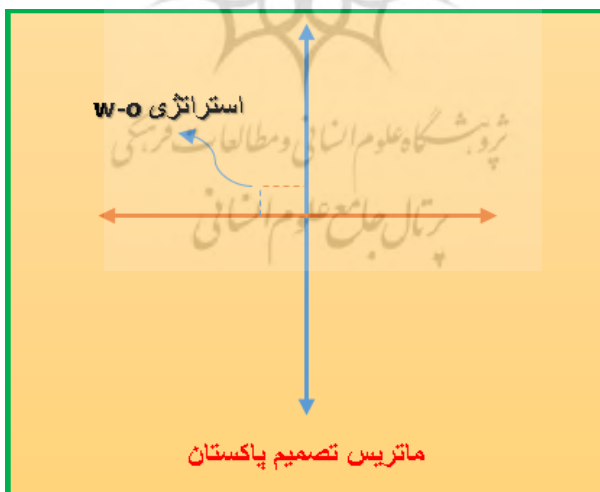 استراتژی w-o
پژوهشگاه علوم انسانی و مطالعات فرهنگی
پرتال جامع علوم انسانی
ماتریس تصمیم پاکستان